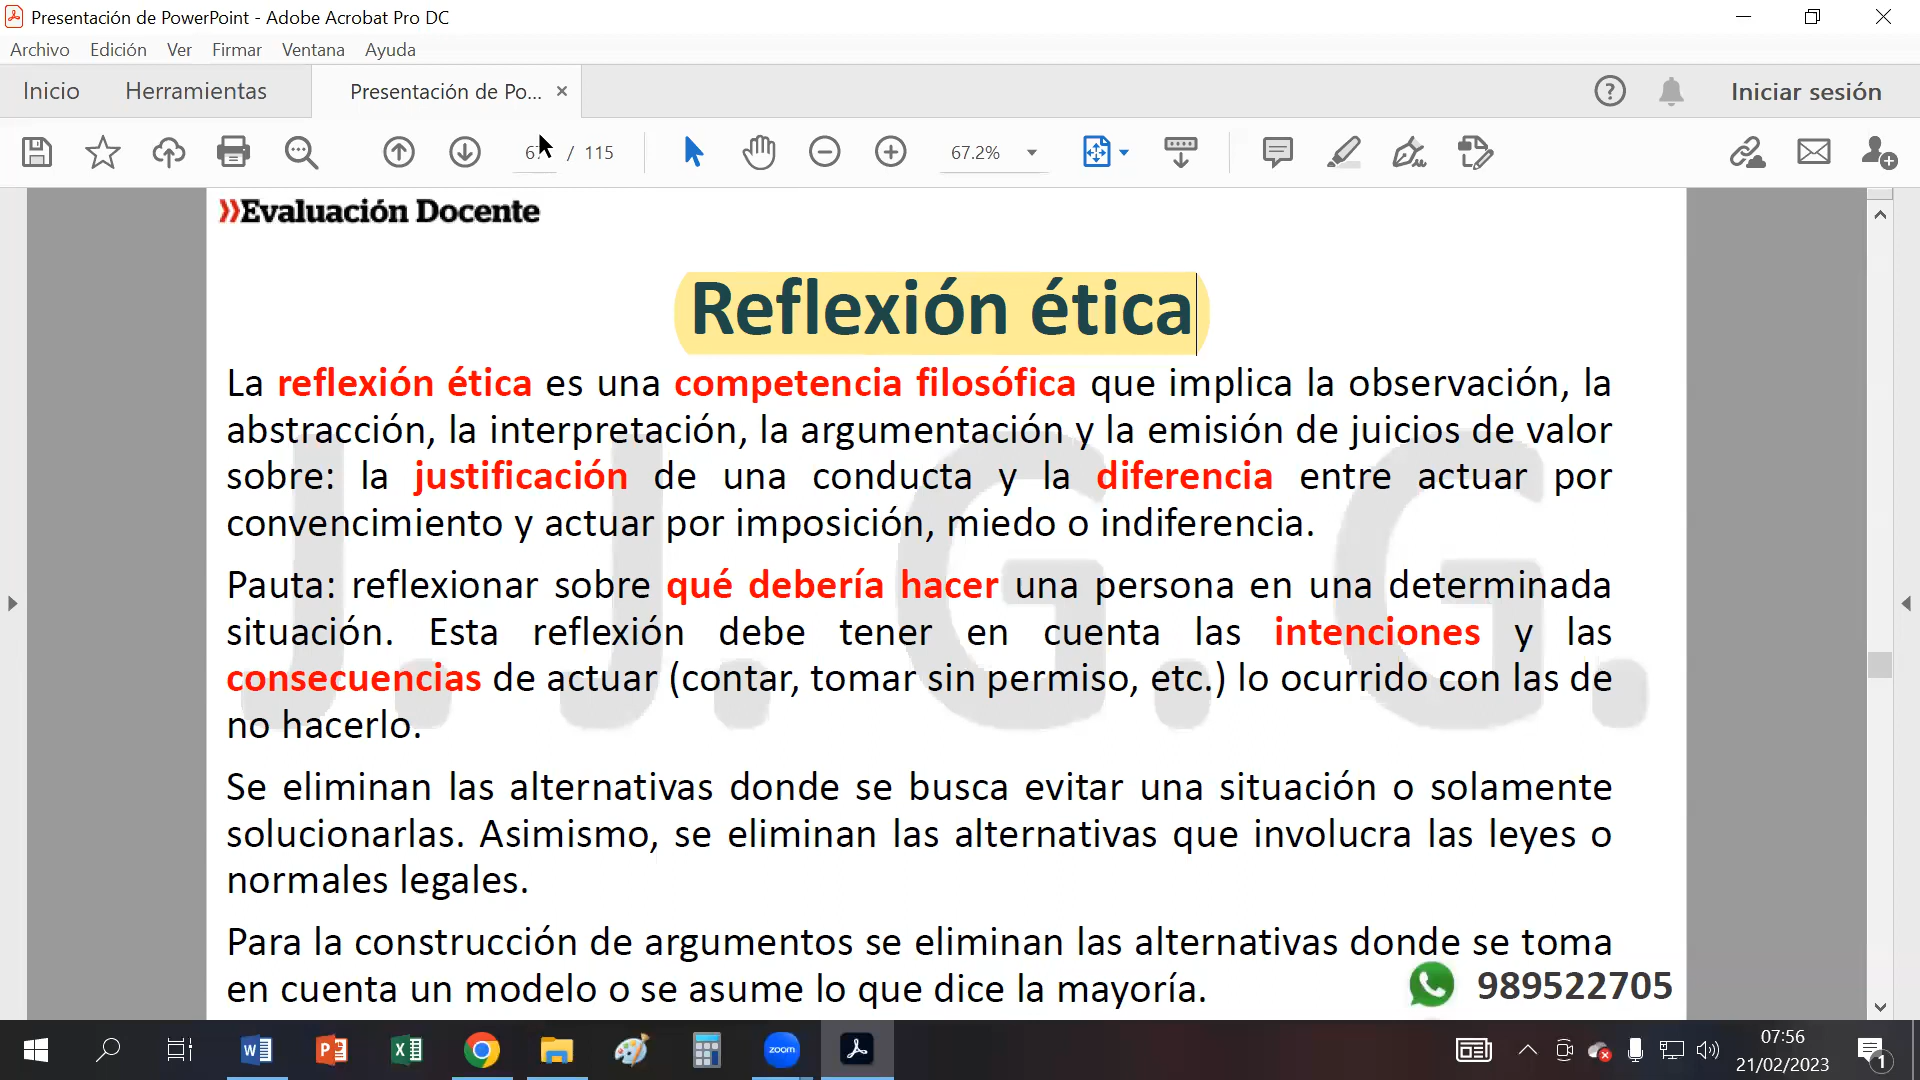 Presentación de PowerPoint - Adobe Acrobat Pro DC
Archivo Edición Ver Firmar Ventana Ayuda
Inicio Herramientas Presentación de Po... × Iniciar sesión
/ 115 67.2%
Evaluación Docente
Reflexión ética
La reflexión ética es una competencia filosófica que implica la observación, la
abstracción, la interpretación, la argumentación y la emisión de juicios de valor
sobre: la justificación de una conducta y la diferencia entre actuar por
convencimiento y actuar por imposición, miedo o indiferencia.
Pauta: reflexionar sobre qué debería hacer una persona en una determinada
situación. Esta reflexión debe tener en cuenta las intenciones y las
consecuencias de actuar (contar, tomar sin permiso, etc.) lo ocurrido con las de
no hacerlo.
Se eliminan las alternativas donde se busca evitar una situación o solamente
solucionarlas. Asimismo, se eliminan las alternativas que involucra las leyes o
normales legales.
Para la construcción de argumentos se eliminan las alternativas donde se toma
en cuenta un modelo o se asume lo que dice la mayoría.
J. J. G. G.
989522705
zoom
07:56
21/02/2023
1